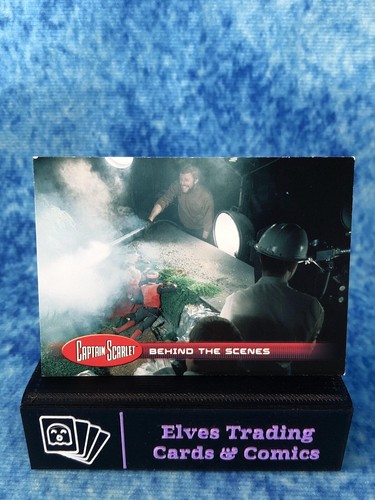 CAPTAIN SCARLET
BEHIND THE SCENES
Elves Trading
Cards & Comics